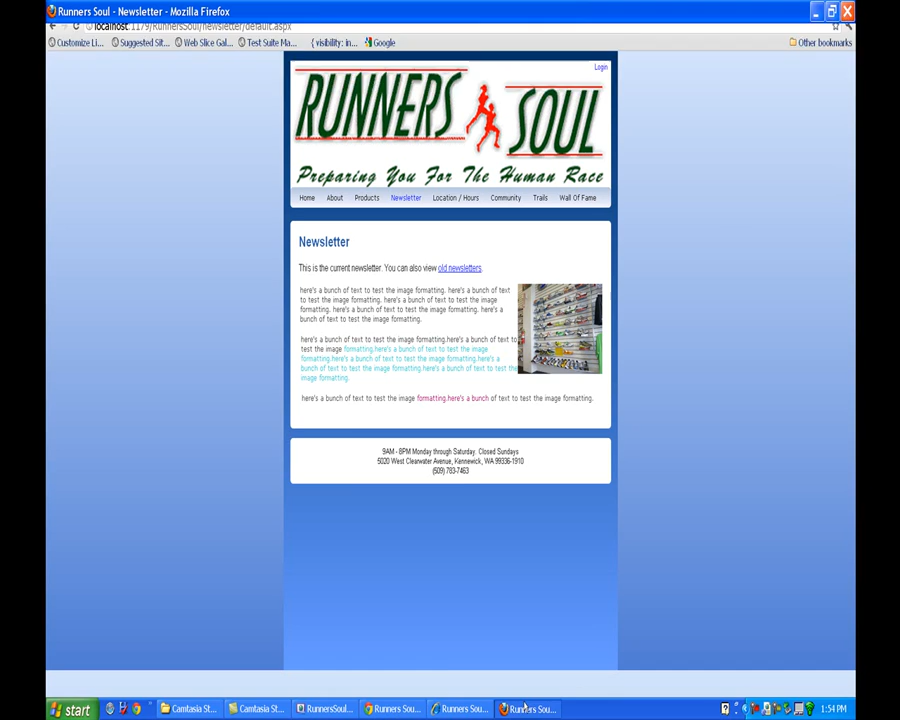 Runners Soul - Newsletter - Mozilla Firefox
localhost:1179/RunnersSoul/newsletter/default.aspx
Customize Li... Suggested Sit... Web Slice Gal... Test Suite Ma... { visibility: in... Google Other bookmarks
Login
RUNNERS SOUL
Preparing You For The Human Race
Home About Products Newsletter Location / Hours Community Trails Wall Of Fame
Newsletter
This is the current newsletter. You can also view old newsletters.
here's a bunch of text to test the image formatting. here's a bunch of text
to test the image formatting. here's a bunch of text to test the image
formatting. here's a bunch of text to test the image formatting. here's a
bunch of text to test the image formatting.
here's a bunch of text to test the image formatting.here's a bunch of text to
test the image formatting.here's a bunch of text to test the image
formatting.here's a bunch of text to test the image formatting.here's a
bunch of text to test the image formatting.here's a bunch of text to test the
image formatting.
here's a bunch of text to test the image formatting.here's a bunch of text to test the image formatting.
9AM - 8PM Monday through Saturday. Closed Sundays
5020 West Clearwater Avenue, Kennewick, WA 99336-1910
(509) 783-7463
start Camtasia St... Camtasia St... RunnersSoul... Runners Sou... Runners Sou... Runners Sou... 1:54 PM